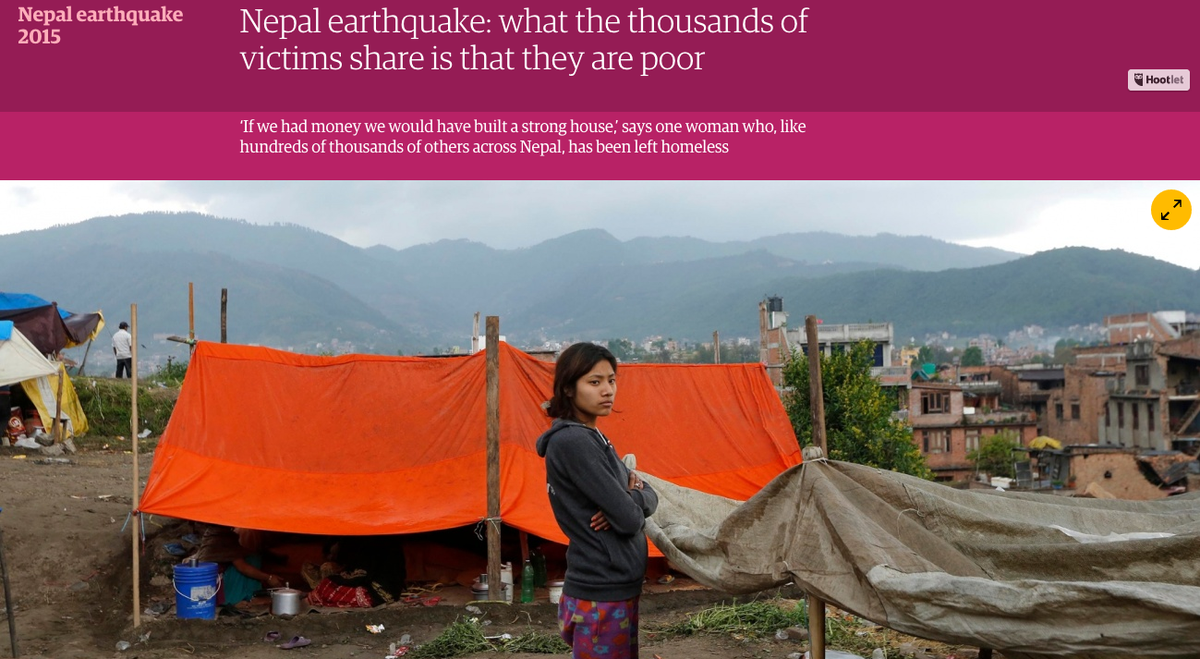 Nepal earthquake
2015
Nepal earthquake: what the thousands of
victims share is that they are poor
Hootlet
‘If we had money we would have built a strong house,’ says one woman who, like
hundreds of thousands of others across Nepal, has been left homeless